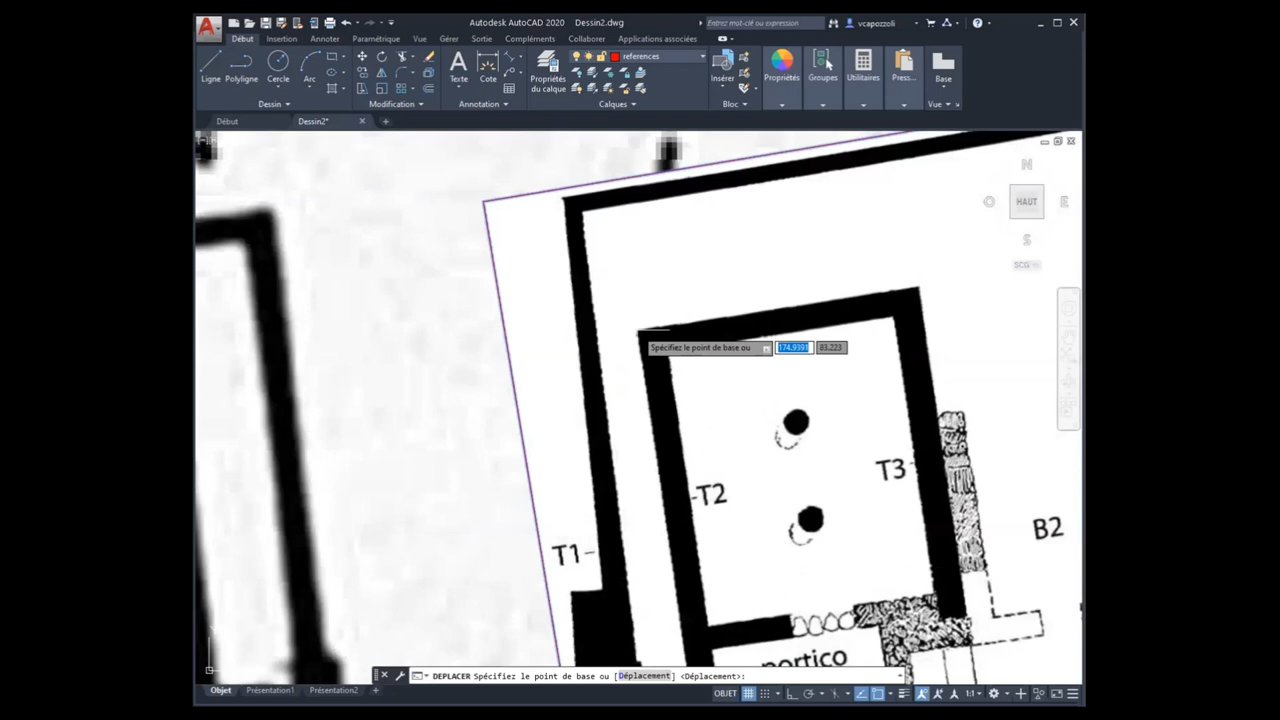 Autodesk AutoCAD 2020 Dessin2.dwg
Entrez mot-clé ou expression
vcapozzoli
Début Insertion Annoter Paramétrique Vue Gérer Sortie Compléments Collaborer Applications associées
references
Ligne Polyligne Cercle Arc Texte Cote Propriétés du calque Insérer Propriétés Groupes Utilitaires Press... Base
Dessin Modification Annotation Calques Bloc Vue
Début Dessin2*
N
O HAUT E
S
SCG
Spécifiez le point de base ou 174.9391 83.223
T3
T2
B2
T1
portico
DEPLACER Spécifiez le point de base ou [Déplacement] <Déplacement>:
Objet Présentation1 Présentation2
OBJET 1:1